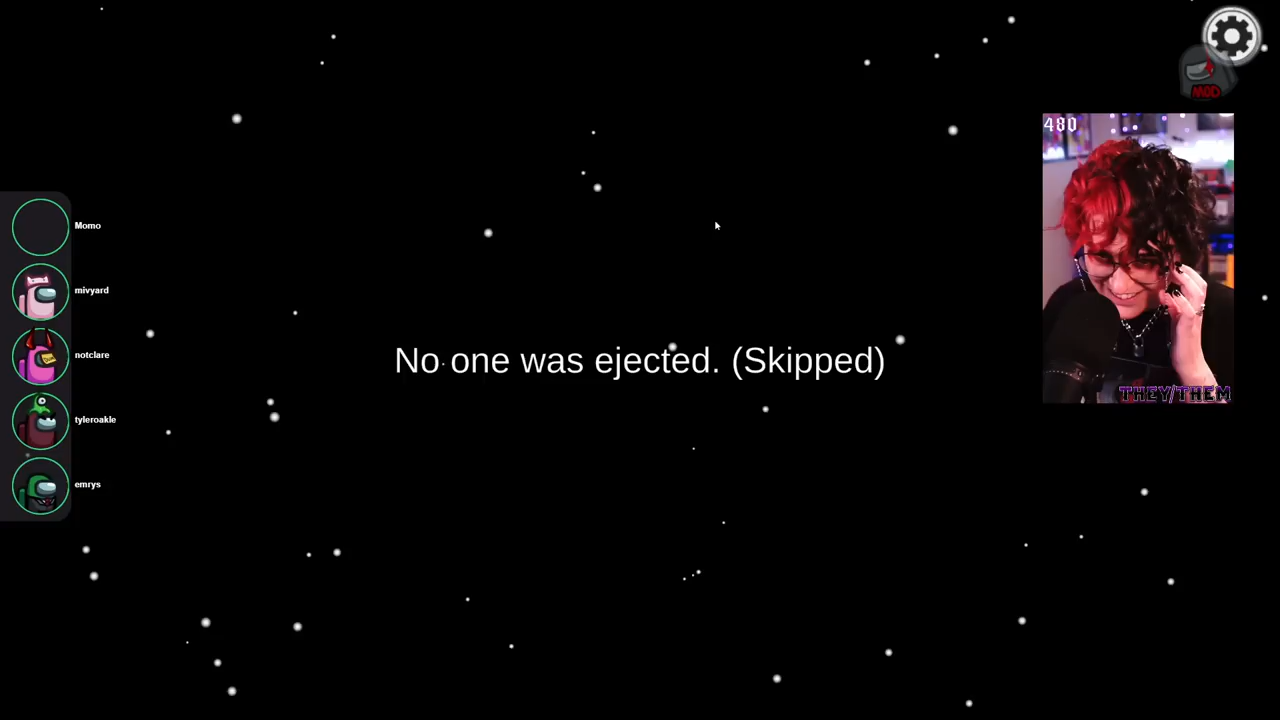 MOD
480
Momo
mivyard
notclare
No one was ejected. (Skipped)
THEY/THEM
tyleroakle
emrys